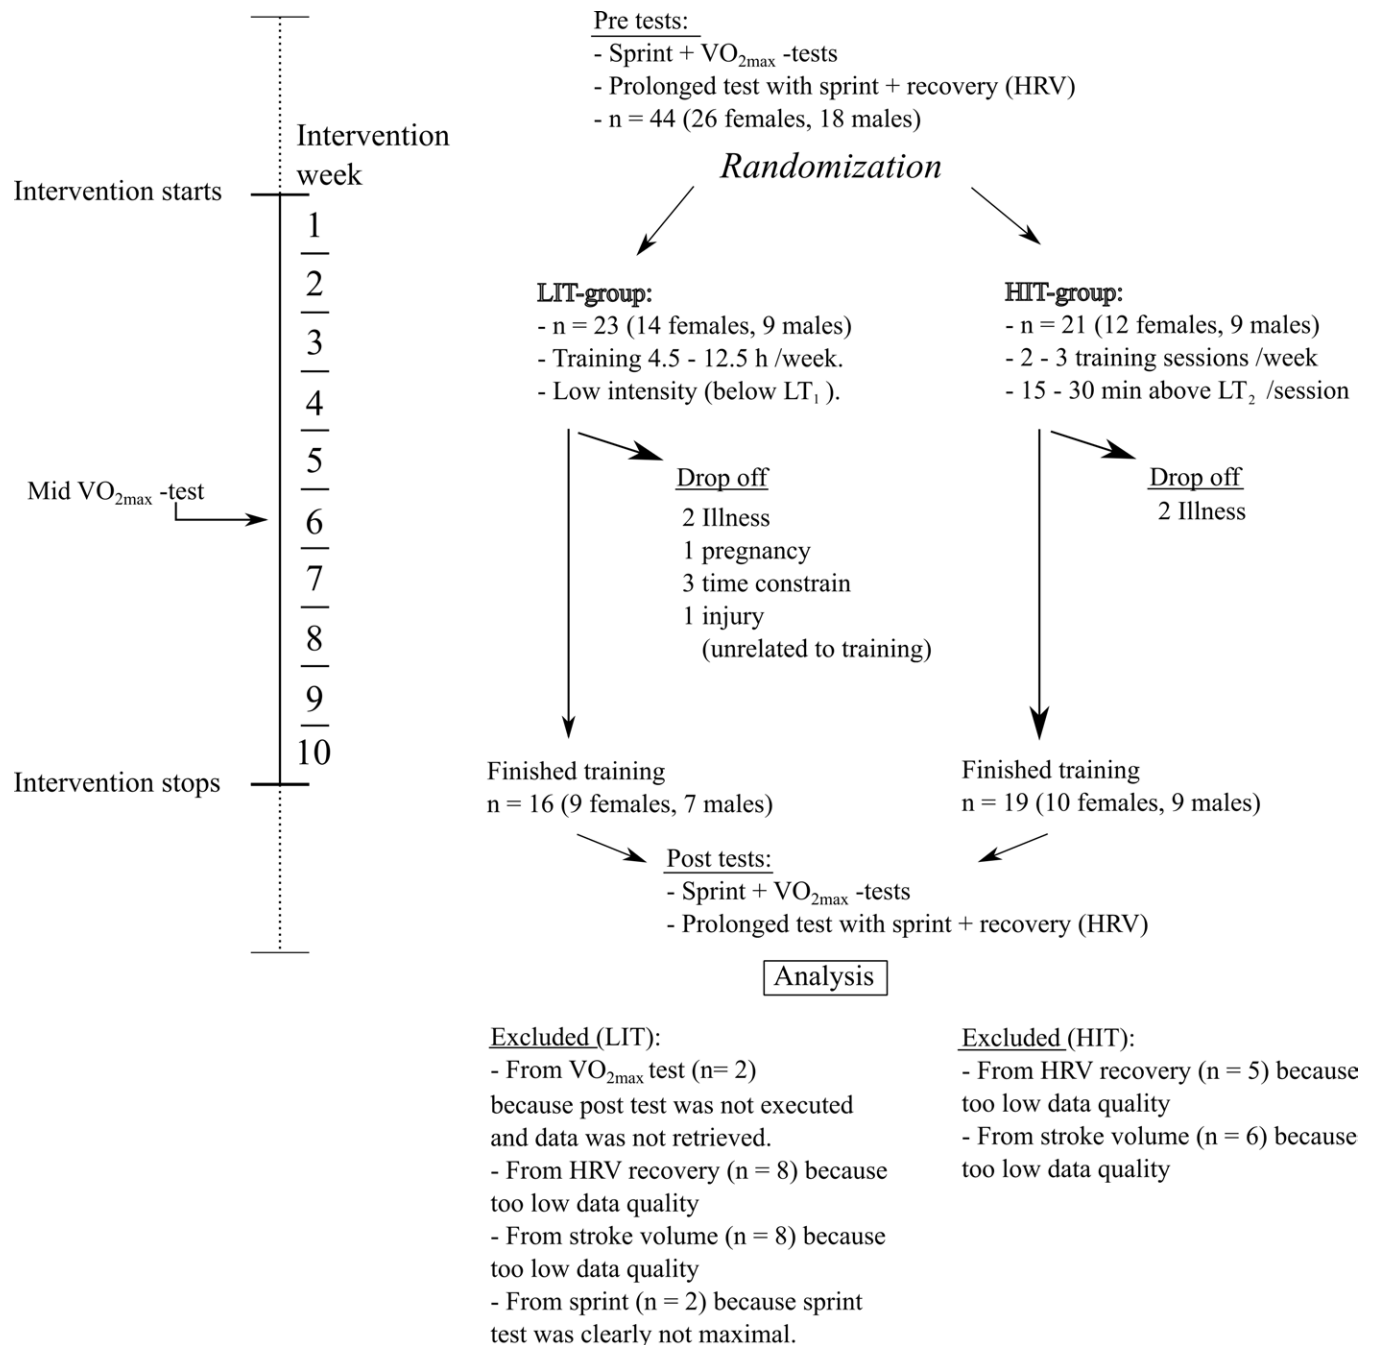 Pre tests:
- Sprint + VO2max -tests
- Prolonged test with sprint + recovery (HRV)
- n = 44 (26 females, 18 males)
Randomization
Intervention
week
Intervention starts
1
2
3
4
5
6
7
8
9
10
Mid VO2max -test
Intervention stops
LIT-group:
- n = 23 (14 females, 9 males)
- Training 4.5 - 12.5 h /week.
- Low intensity (below LT1 ).
HIT-group:
- n = 21 (12 females, 9 males)
- 2 - 3 training sessions /week
- 15 - 30 min above LT2 /session
Drop off
2 Illness
1 pregnancy
3 time constrain
1 injury
(unrelated to training)
Drop off
2 Illness
Finished training
n = 16 (9 females, 7 males)
Finished training
n = 19 (10 females, 9 males)
Post tests:
- Sprint + VO2max -tests
- Prolonged test with sprint + recovery (HRV)
Analysis
Excluded (LIT):
- From VO2max test (n= 2)
because post test was not executed
and data was not retrieved.
- From HRV recovery (n = 8) because
too low data quality
- From stroke volume (n = 8) because
too low data quality
- From sprint (n = 2) because sprint
test was clearly not maximal.
Excluded (HIT):
- From HRV recovery (n = 5) because
too low data quality
- From stroke volume (n = 6) because
too low data quality